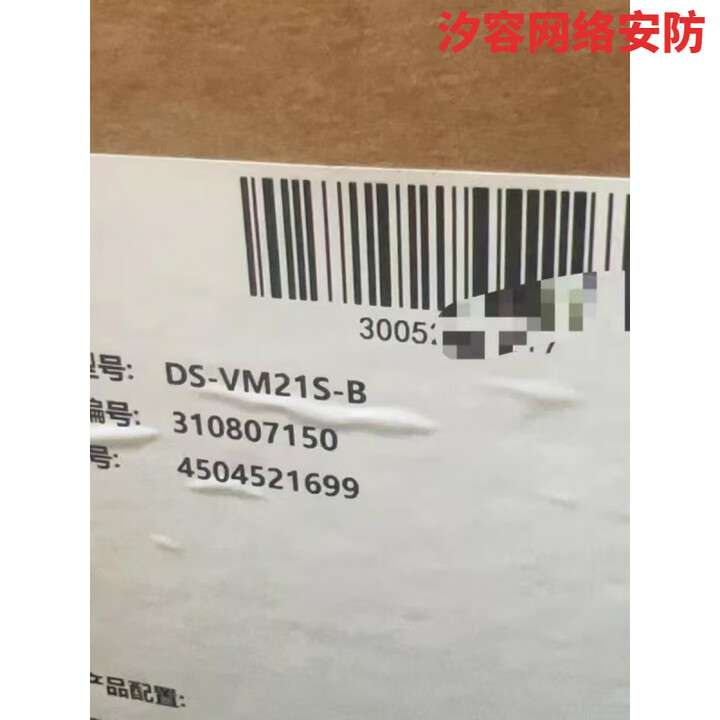 汐容网络安防
30052
型号: DS-VM21S-B
编号: 310807150
号: 4504521699
产品配置: